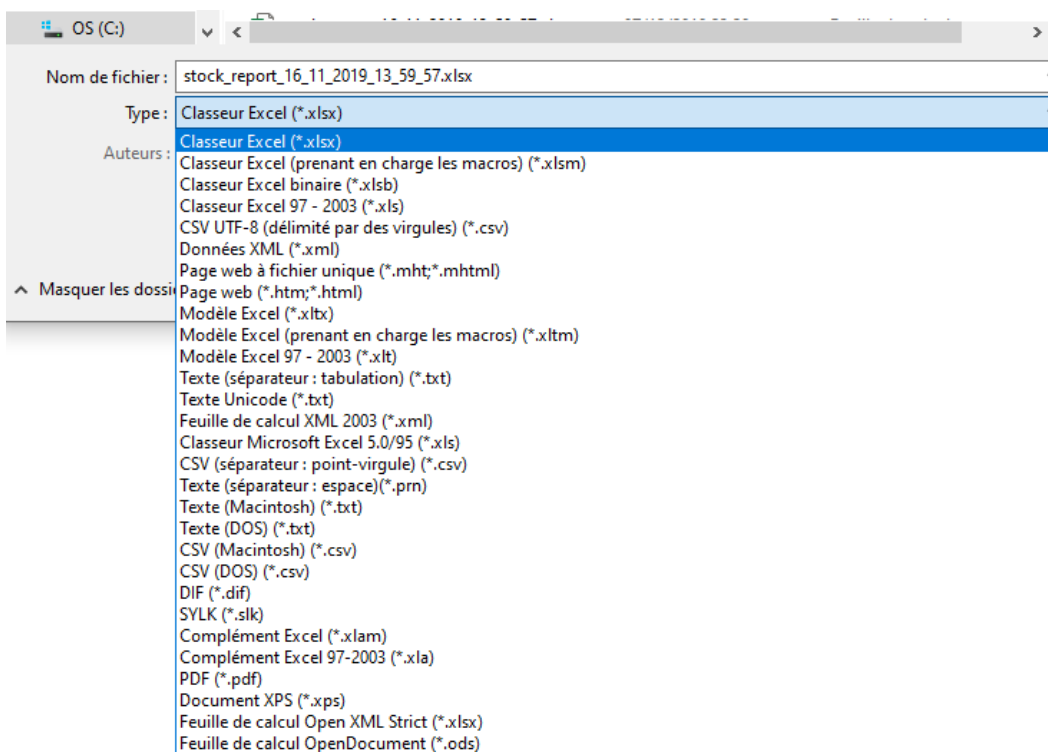 OS (C:)
Nom de fichier : stock_report_16_11_2019_13_59_57.xlsx
Type : Classeur Excel (*.xlsx)
Auteurs :
Classeur Excel (*.xlsx)
Classeur Excel (prenant en charge les macros) (*.xlsm)
Classeur Excel binaire (*.xlsb)
Classeur Excel 97 - 2003 (*.xls)
CSV UTF-8 (délimité par des virgules) (*.csv)
Données XML (*.xml)
Page web à fichier unique (*.mht;*.mhtml)
Masquer les dossie
Page web (*.htm;*.html)
Modèle Excel (*.xltx)
Modèle Excel (prenant en charge les macros) (*.xltm)
Modèle Excel 97 - 2003 (*.xlt)
Texte (séparateur : tabulation) (*.txt)
Texte Unicode (*.txt)
Feuille de calcul XML 2003 (*.xml)
Classeur Microsoft Excel 5.0/95 (*.xls)
CSV (séparateur : point-virgule) (*.csv)
Texte (séparateur : espace)(*.prn)
Texte (Macintosh) (*.txt)
Texte (DOS) (*.txt)
CSV (Macintosh) (*.csv)
CSV (DOS) (*.csv)
DIF (*.dif)
SYLK (*.slk)
Complément Excel (*.xlam)
Complément Excel 97-2003 (*.xla)
PDF (*.pdf)
Document XPS (*.xps)
Feuille de calcul Open XML Strict (*.xlsx)
Feuille de calcul OpenDocument (*.ods)